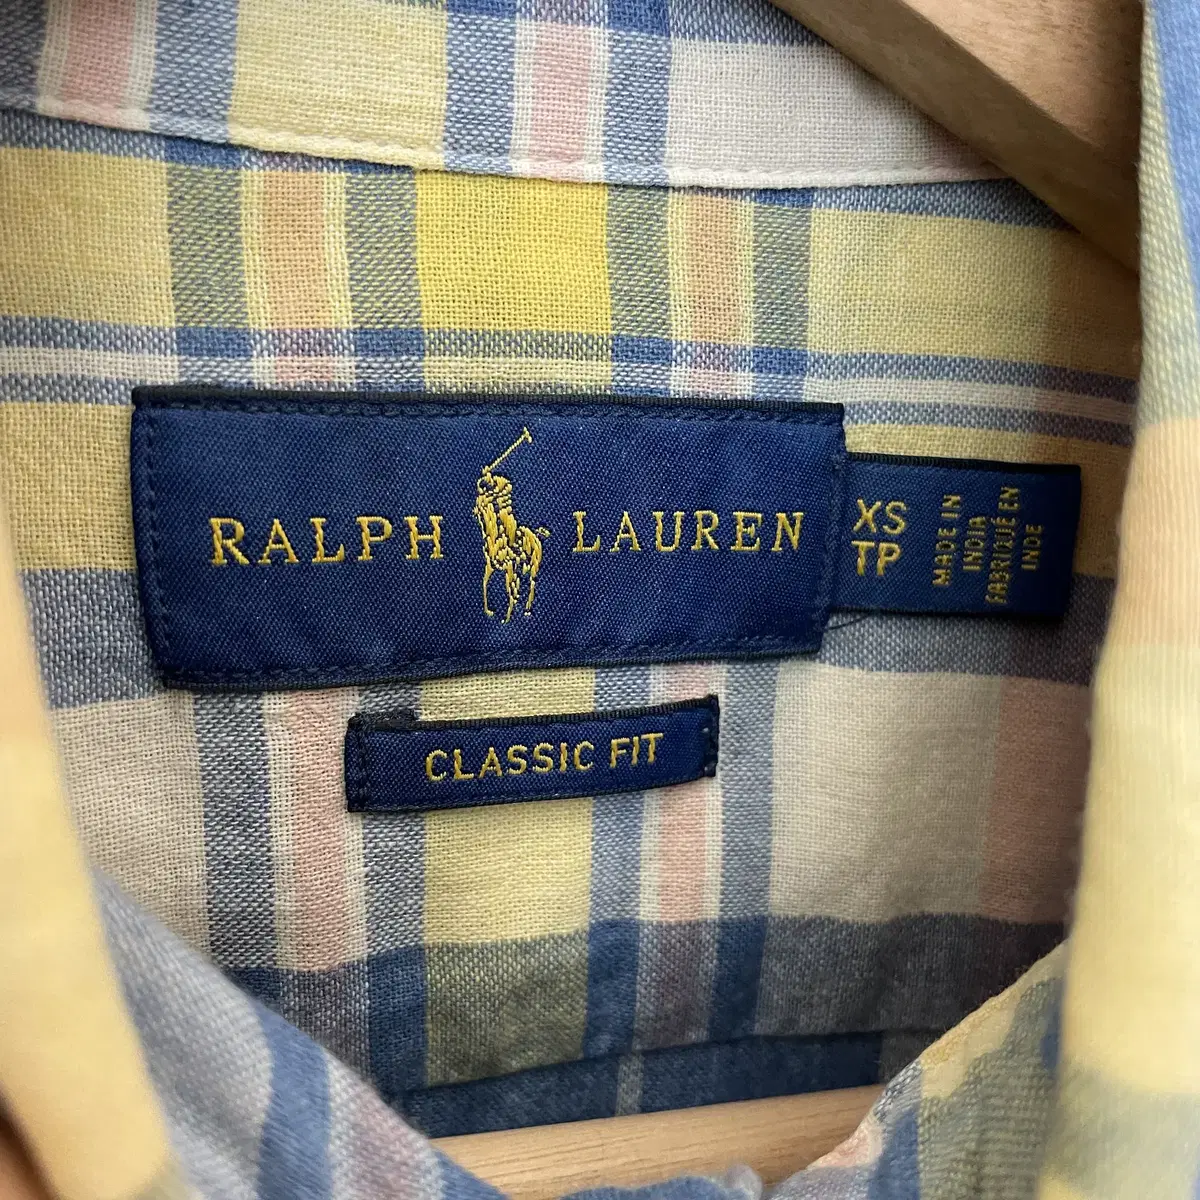 RALPH LAUREN
XS
TP
MADE IN
INDIA
FABRIQUÉ EN
INDE
CLASSIC FIT